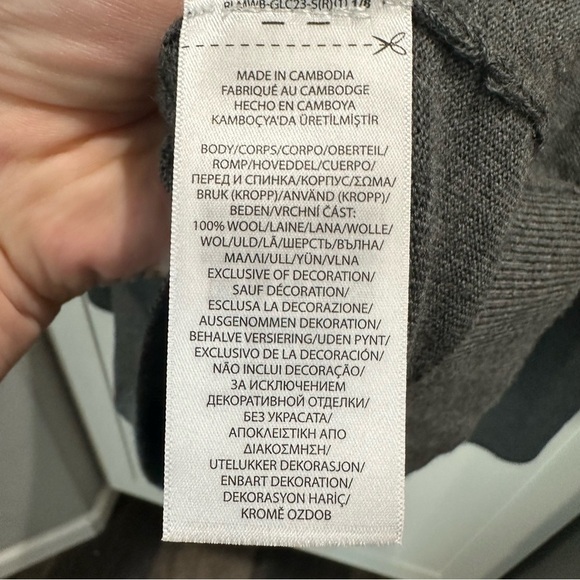 MADE IN CAMBODIA
FABRIQUÉ AU CAMBODGE
HECHO EN CAMBOYA
KAMBOÇYA'DA ÜRETİLMİŞTİR
BODY/CORPS/CORPO/OBERTEIL/
ROMP/HOVEDDEL/CUERPO/
ПЕРЕД И СПИНКА/КОРПУС/ΣΩΜΑ/
BRUK (KROPP)/ANVÄND (KROPP)/
BEDEN/VRCHNÍ ČÁST:
100% WOOL/LAINE/LANA/WOLLE/
WOL/ULD/LÃ/ШЕРСТЬ/ВЪЛНА/
ΜΑΛΛΙ/ULL/YÜN/VLNA
EXCLUSIVE OF DECORATION/
SAUF DÉCORATION/
ESCLUSA LA DECORAZIONE/
AUSGENOMMEN DEKORATION/
BEHALVE VERSIERING/UDEN PYNT/
EXCLUSIVO DE LA DECORACIÓN/
NÃO INCLUI DECORAÇÃO/
ЗА ИСКЛЮЧЕНИЕМ
ДЕКОРАТИВНОЙ ОТДЕЛКИ/
БЕЗ УКРАСАТА/
ΑΠΟΚΛΕΙΣΤΙΚΗ ΑΠΟ
ΔΙΑΚΟΣΜΗΣΗ/
UTELUKKER DEKORASJON/
ENBART DEKORATION/
DEKORASYON HARİÇ/
KROMĚ OZDOB